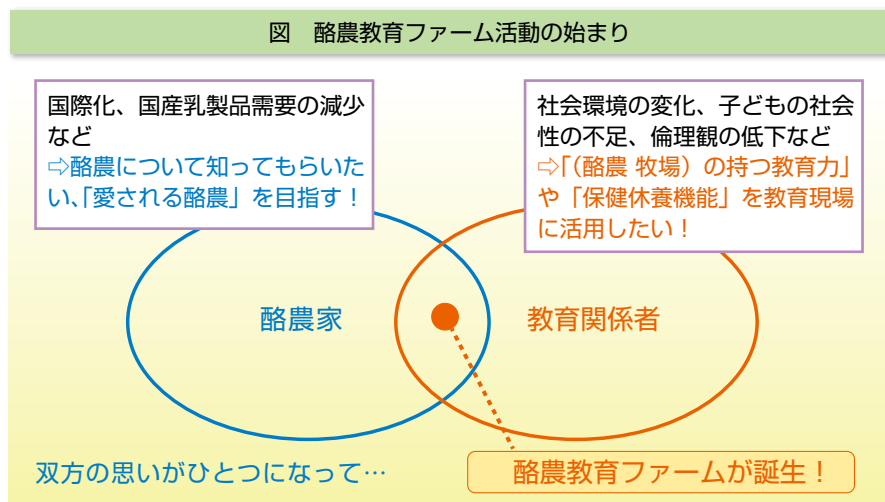 図　酪農教育ファーム活動の始まり
国際化、国産乳製品需要の減少
など
⇨酪農について知ってもらいた
い、「愛される酪農」を目指す！
社会環境の変化、子どもの社会
性の不足、倫理観の低下など
⇨「（酪農 牧場）の持つ教育力」
や「保健休養機能」を教育現場
に活用したい！
酪農家
教育関係者
双方の思いがひとつになって…
酪農教育ファームが誕生！